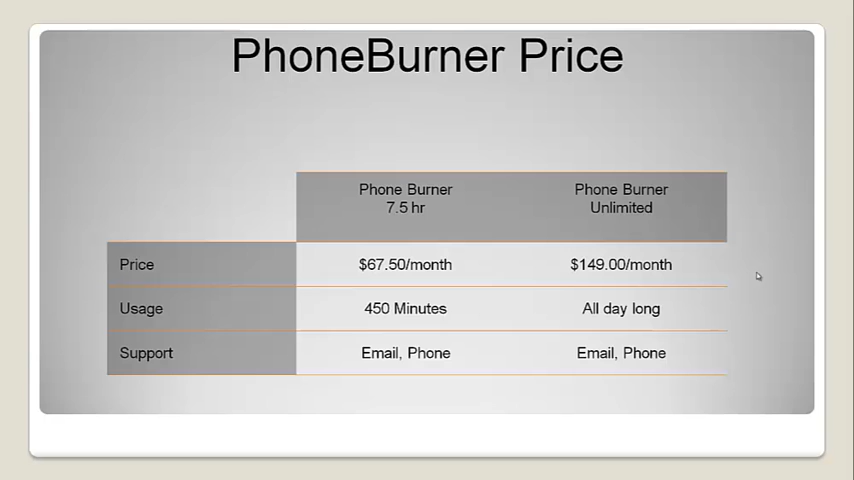 PhoneBurner Price
Phone Burner Phone Burner
7.5 hr Unlimited
Price $67.50/month $149.00/month
Usage 450 Minutes All day long
Support Email, Phone Email, Phone